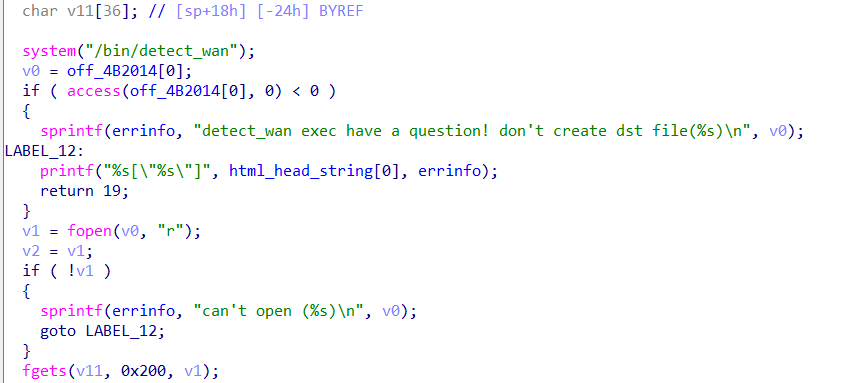 char v11[36]; // [sp+18h] [-24h] BYREF
system("/bin/detect_wan");
v0 = off_4B2014[0];
if ( access(off_4B2014[0], 0) < 0 )
{
sprintf(errinfo, "detect_wan exec have a question! don't create dst file(%s)\n", v0);
LABEL_12:
printf("%s[\"%s\"]", html_head_string[0], errinfo);
return 19;
}
v1 = fopen(v0, "r");
v2 = v1;
if ( !v1 )
{
sprintf(errinfo, "can't open (%s)\n", v0);
goto LABEL_12;
}
fgets(v11, 0x200, v1);